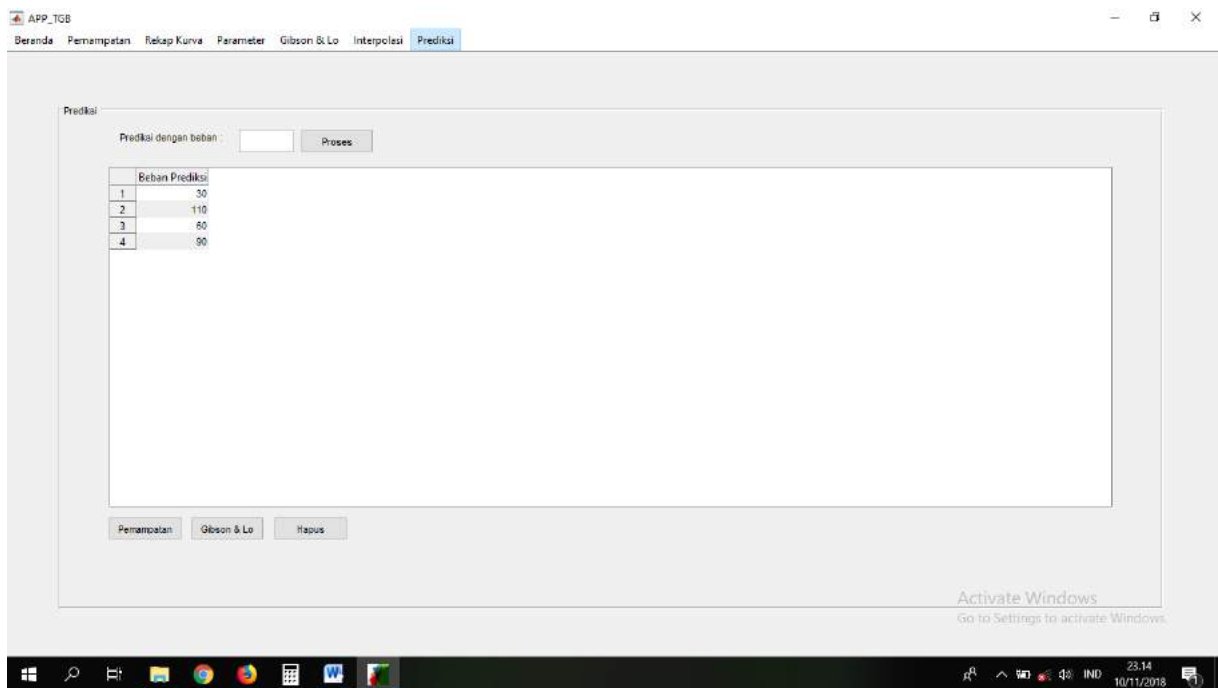 APP_TGB
Beranda Pemampatan Rekap Kurva Parameter Gibson & Lo Interpolasi Prediksi
Prediksi
Prediksi dengan beban :
Proses
Beban Prediksi
1 30
2 110
3 60
4 90
Pemampatan Gibson & Lo Hapus
Activate Windows
Go to Settings to activate Windows.
IND
23.14
10/11/2018